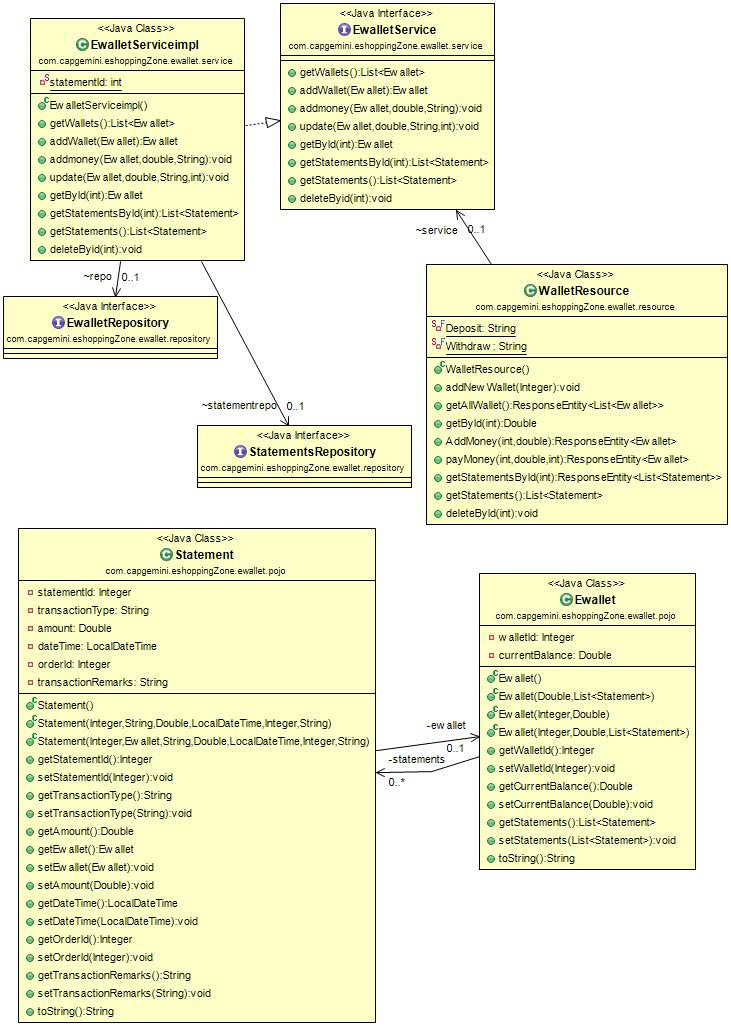 <<Java Class>>
EwalletServiceimpl
com.capgemini.eshoppingZone.ewallet.service
statementId: int
EwalletServiceimpl()
getWallets():List<Ewallet>
addWallet(Ewallet):Ewallet
addmoney(Ewallet,double,String):void
update(Ewallet,double,String,int):void
getById(int):Ewallet
getStatementsById(int):List<Statement>
getStatements():List<Statement>
deleteByid(int):void
<<Java Interface>>
EwalletService
com.capgemini.eshoppingZone.ewallet.service
getWallets():List<Ewallet>
addWallet(Ewallet):Ewallet
addmoney(Ewallet,double,String):void
update(Ewallet,double,String,int):void
getById(int):Ewallet
getStatementsById(int):List<Statement>
getStatements():List<Statement>
deleteByid(int):void
~service 0..1
~repo 0..1
<<Java Interface>>
EwalletRepository
com.capgemini.eshoppingZone.ewallet.repository
~statementrepo 0..1
<<Java Interface>>
StatementsRepository
com.capgemini.eshoppingZone.ewallet.repository
<<Java Class>>
WalletResource
com.capgemini.eshoppingZone.ewallet.resource
Deposit: String
Withdraw: String
WalletResource()
addNewWallet(Integer):void
getAllWallet():ResponseEntity<List<Ewallet>>
getById(int):Double
AddMoney(int,double):ResponseEntity<Ewallet>
payMoney(int,double,int):ResponseEntity<Ewallet>
getStatementsById(int):ResponseEntity<List<Statement>>
getStatements():List<Statement>
deleteById(int):void
<<Java Class>>
Statement
com.capgemini.eshoppingZone.ewallet.pojo
statementId: Integer
transactionType: String
amount: Double
dateTime: LocalDateTime
orderId: Integer
transactionRemarks: String
Statement()
Statement(Integer,String,Double,LocalDateTime,Integer,String)
Statement(Integer,Ewallet,String,Double,LocalDateTime,Integer,String)
getStatementId():Integer
setStatementId(Integer):void
getTransactionType():String
setTransactionType(String):void
getAmount():Double
getEwallet():Ewallet
setEwallet(Ewallet):void
setAmount(Double):void
getDateTime():LocalDateTime
setDateTime(LocalDateTime):void
getOrderId():Integer
setOrderId(Integer):void
getTransactionRemarks():String
setTransactionRemarks(String):void
toString():String
-ewallet
0..1
-statements
0..*
<<Java Class>>
Ewallet
com.capgemini.eshoppingZone.ewallet.pojo
walletId: Integer
currentBalance: Double
Ewallet()
Ewallet(Double,List<Statement>)
Ewallet(Integer,Double)
Ewallet(Integer,Double,List<Statement>)
getWalletId():Integer
setWalletId(Integer):void
getCurrentBalance():Double
setCurrentBalance(Double):void
getStatements():List<Statement>
setStatements(List<Statement>):void
toString():String